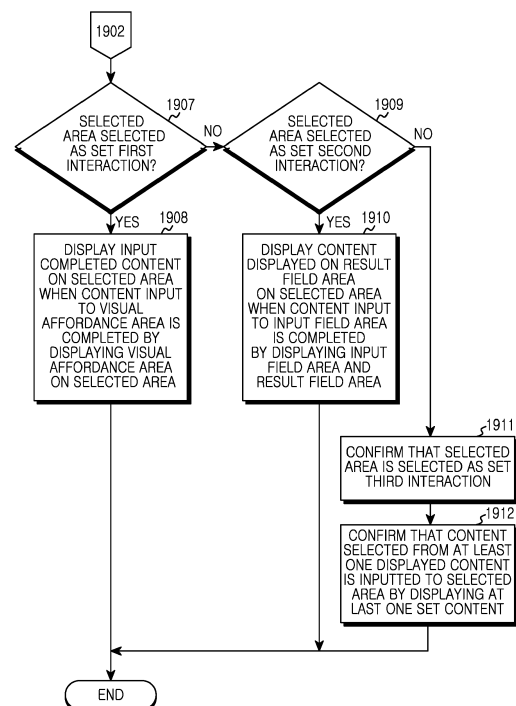 1902
1907
SELECTED
AREA SELECTED
AS SET FIRST
INTERACTION?
NO
YES
1909
SELECTED
AREA SELECTED
AS SET SECOND
INTERACTION?
NO
YES
1908
DISPLAY INPUT
COMPLETED CONTENT
ON SELECTED AREA
WHEN CONTENT INPUT
TO VISUAL
AFFORDANCE AREA IS
COMPLETED BY
DISPLAYING VISUAL
AFFORDANCE AREA
ON SELECTED AREA
1910
DISPLAY CONTENT
DISPLAYED ON RESULT
FIELD AREA
ON SELECTED AREA
WHEN CONTENT INPUT
TO INPUT FIELD AREA
IS COMPLETED
BY DISPLAYING INPUT
FIELD AREA AND
RESULT FIELD AREA
1911
CONFIRM THAT SELECTED
AREA IS SELECTED AS SET
THIRD INTERACTION
1912
CONFIRM THAT CONTENT
SELECTED FROM AT LEAST
ONE DISPLAYED CONTENT
IS INPUTTED TO SELECTED
AREA BY DISPLAYING AT
LAST ONE SET CONTENT
END